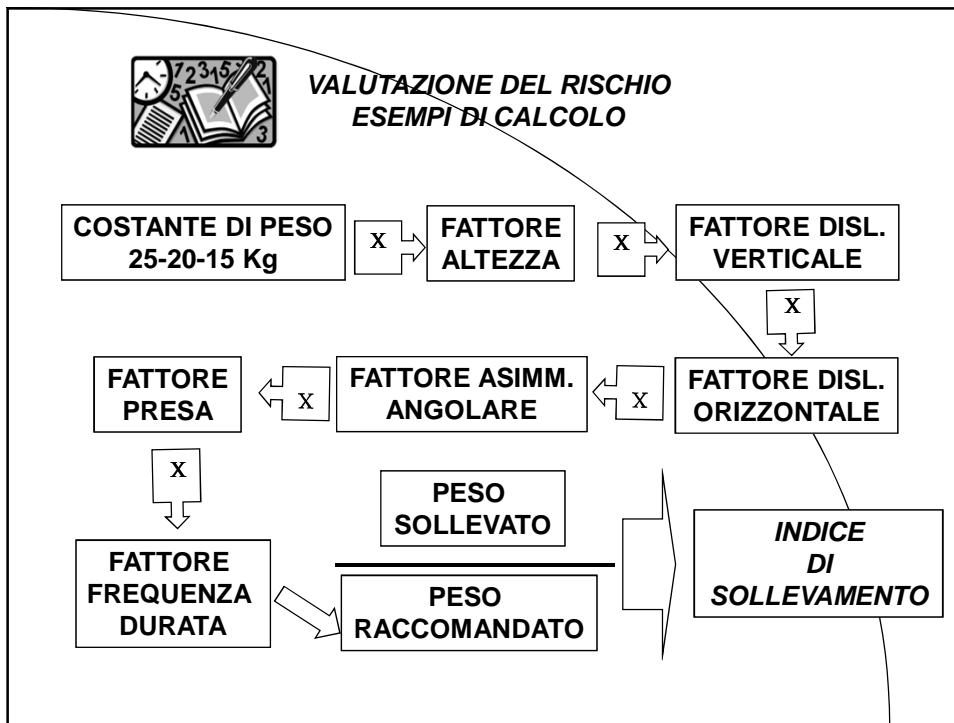 VALUTAZIONE DEL RISCHIO
ESEMPI DI CALCOLO
COSTANTE DI PESO
25-20-15 Kg
x
FATTORE
ALTEZZA
x
FATTORE DISL.
VERTICALE
x
FATTORE DISL.
ORIZZONTALE
x
FATTORE ASIMM.
ANGOLARE
x
FATTORE
PRESA
x
FATTORE
FREQUENZA
DURATA
PESO
SOLLEVATO
PESO
RACCOMANDATO
INDICE
DI
SOLLEVAMENTO